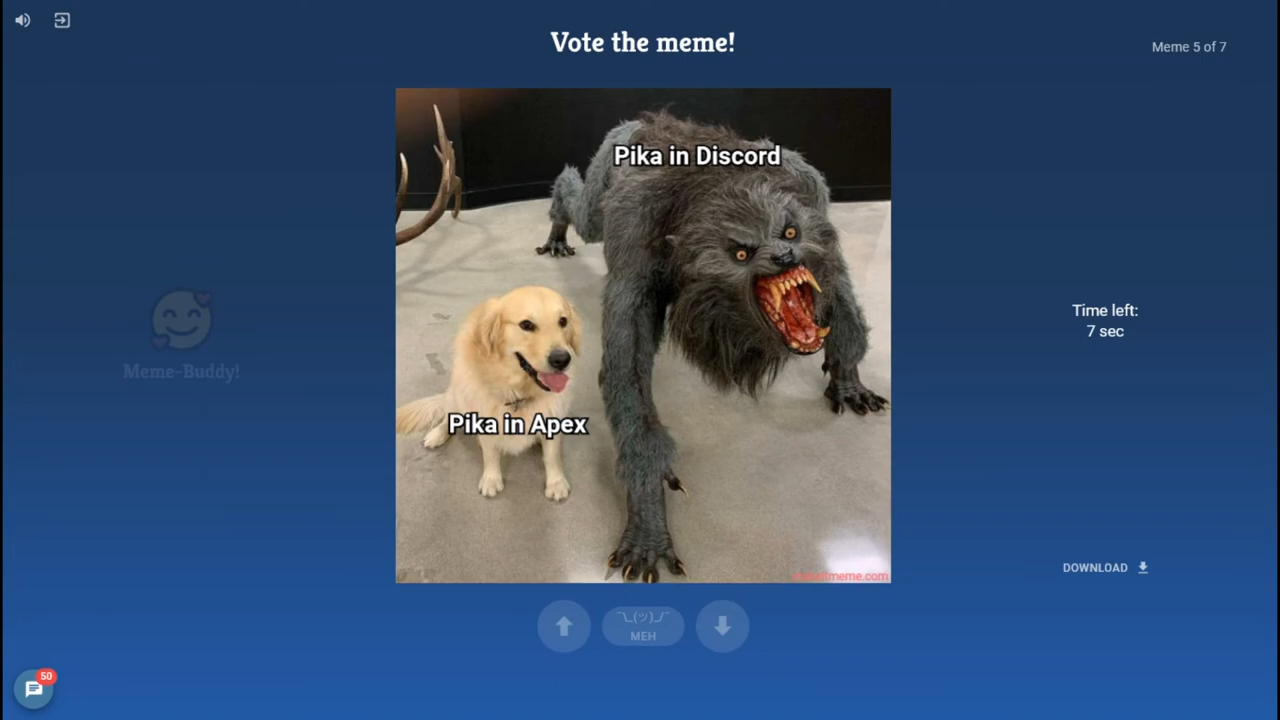 Vote the meme!
Meme 5 of 7
Pika in Discord
Pika in Apex
Meme-Buddy!
Time left:
7 sec
DOWNLOAD
¯\_(ツ)_/¯
MEH
50